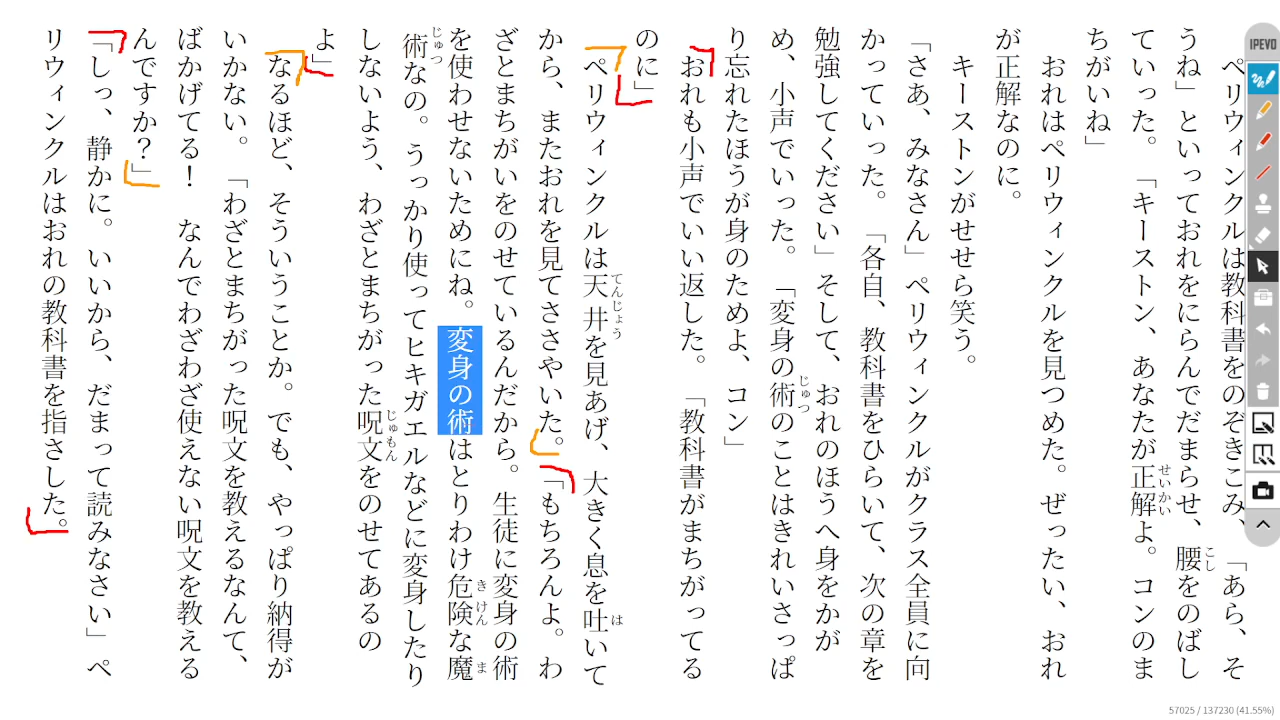 ペリウィンクルは教科書をのぞきこみ、「あら、そ
うね」といっておれをにらんでだまらせ、腰をのばし
ていった。「キーストン、あなたが正解よ。コンのま
ちがいね」
おれはペリウィンクルを見つめた。ぜったい、おれ
が正解なのに。
キーストンがせせら笑う。
「さあ、みなさん」ペリウィンクルがクラス全員に向
かっていった。「各自、教科書をひらいて、次の章を
勉強してください」そして、おれのほうへ身をかが
め、小声でいった。「変身の術のことはきれいさっぱ
り忘れたほうが身のためよ、コン」
おれも小声でいい返した。「教科書がまちがってる
のに」
ペリウィンクルは天井を見あげ、大きく息を吐いて
から、またおれを見てささやいた。「もちろんよ。わ
ざとまちがいをのせているんだから。生徒に変身の術
を使わせないためにね。変身の術はとりわけ危険な魔
術なの。うっかり使ってヒキガエルなどに変身したり
しないよう、わざとまちがった呪文をのせてあるの
よ」
なるほど、そういうことか。でも、やっぱり納得が
いかない。「わざとまちがった呪文を教えるなんて、
ばかげてる！　なんでわざわざ使えない呪文を教える
んですか？」
「しっ、静かに。いいから、だまって読みなさい」ペ
リウィンクルはおれの教科書を指さした。
IPEVO
57025 / 137230 (41.55%)